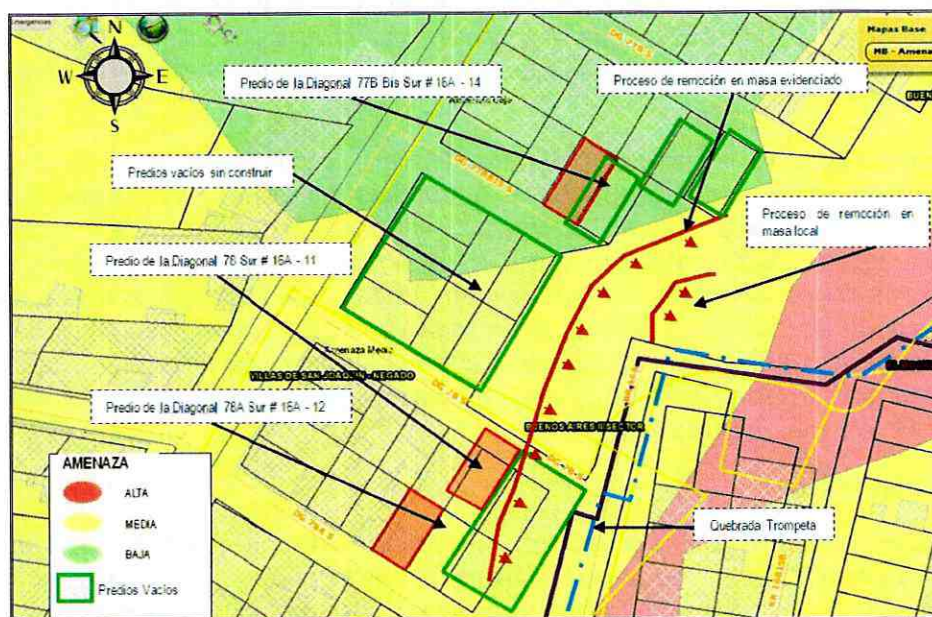 N
W E
S
Mapas Base
Predio de la Diagonal 77B Bis Sur # 16A - 14
Proceso de remoción en masa evidenciado
Predios vacíos sin construir
Proceso de remoción en
masa local
Predio de la Diagonal 78 Sur # 16A - 11
Amenaza Media
VILLAS DE SAN JOAQUIN - NEGADO
DG 78 S
Predio de la Diagonal 78A Sur # 16A - 12
BUENOS AIRES II SECTOR
AMENAZA
ALTA
MEDIA
BAJA
Predios Vacíos
Quebrada Trompeta